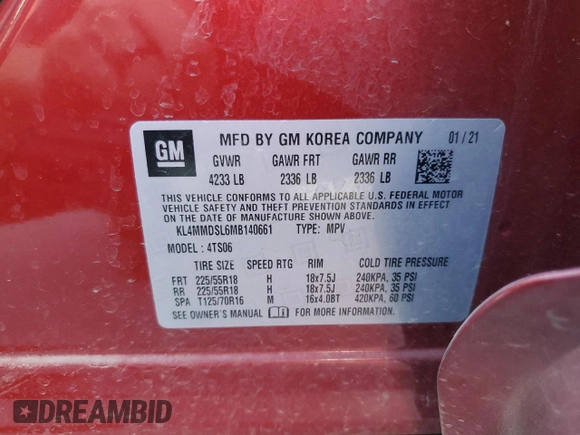 GM
MFD BY GM KOREA COMPANY 01/21
GVWR GAWR FRT GAWR RR
4233 LB 2336 LB 2336 LB
THIS VEHICLE CONFORMS TO ALL APPLICABLE U.S. FEDERAL MOTOR
VEHICLE SAFETY AND THEFT PREVENTION STANDARDS IN EFFECT ON
THE DATE OF MANUFACTURE SHOWN ABOVE.
KL4MMDSL6MB140661 TYPE: MPV
MODEL: 4TS06
TIRE SIZE SPEED RTG RIM COLD TIRE PRESSURE
FRT 225/55R18 H 18x7.5J 240KPA, 35 PSI
RR 225/55R18 H 18x7.5J 240KPA, 35 PSI
SPA T125/70R16 M 16x4.0BT 420KPA, 60 PSI
SEE OWNER'S MANUAL FOR MORE INFORMATION.
DREAMBID